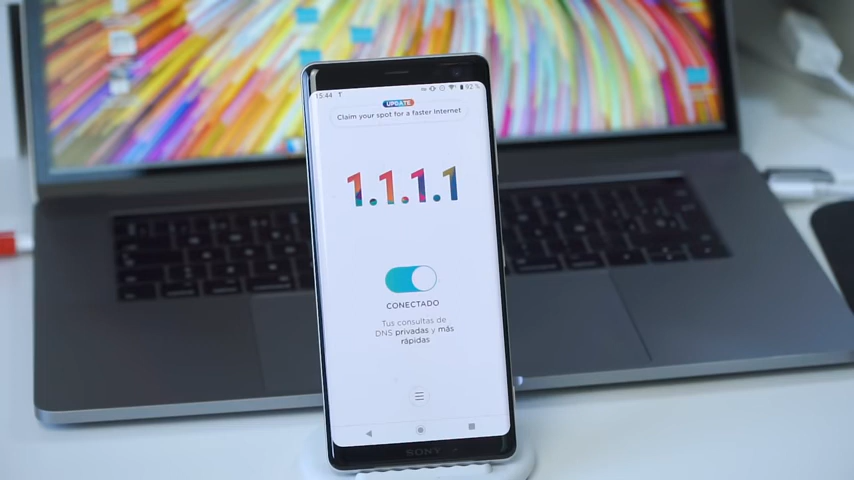 15:44
92 %
UPDATE
Claim your spot for a faster Internet
1.1.1.1
CONECTADO
Tus consultas de
DNS privadas y más
rápidas
SONY